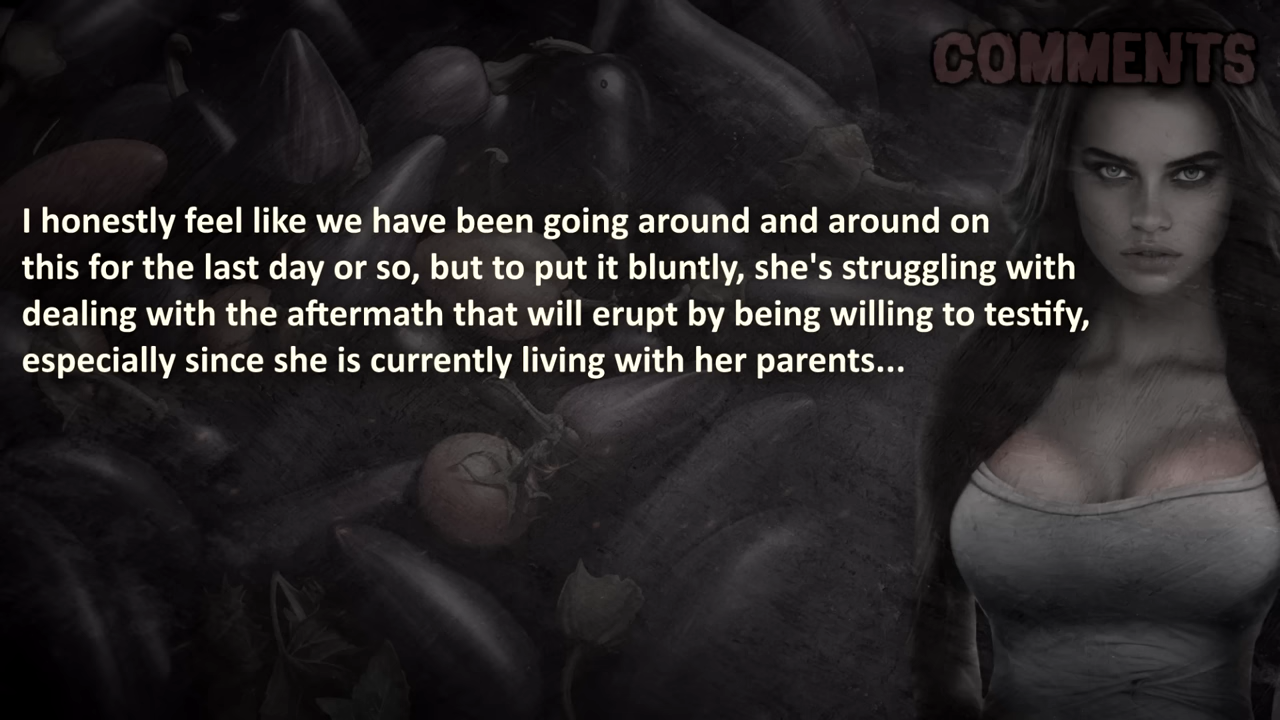 COMMENTS
I honestly feel like we have been going around and around on
this for the last day or so, but to put it bluntly, she's struggling with
dealing with the aftermath that will erupt by being willing to testify,
especially since she is currently living with her parents...